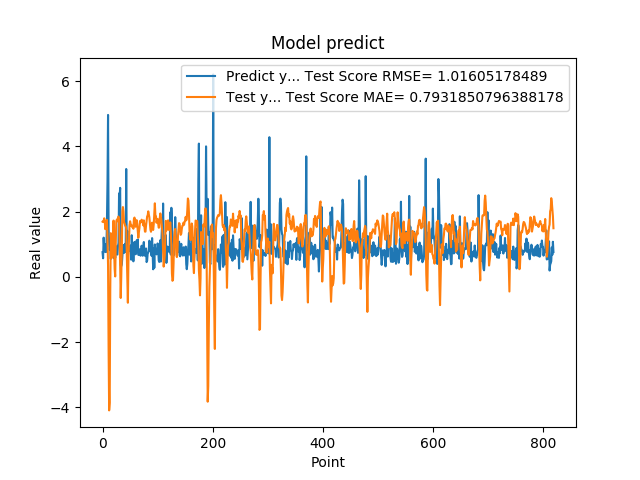 Model predict
Predict y... Test Score RMSE= 1.01605178489
Test y... Test Score MAE= 0.7931850796388178
Real value
6
4
2
0
−2
−4
0 200 400 600 800
Point